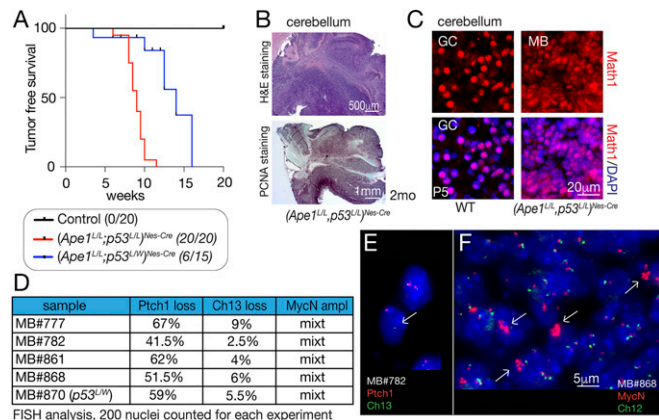 A
Tumor free survival
100
50
0
0 5 10 15 20
weeks
Control (0/20)
(Ape1L/L;p53L/L)Nes-Cre (20/20)
(Ape1L/L;p53L/W)Nes-Cre (6/15)
B
cerebellum
H&E staining
500µm
PCNA staining
1mm
2mo
(Ape1L/L,p53L/L)Nes-Cre
C
cerebellum
GC
MB
Math1
GC
MB
Math1/DAPI
P5
20µm
WT
(Ape1L/L,p53L/L)Nes-Cre
D
sample Ptch1 loss Ch13 loss MycN ampl
MB#777 67% 9% mixt
MB#782 41.5% 2.5% mixt
MB#861 62% 4% mixt
MB#868 51.5% 6% mixt
MB#870 (p53L/W) 59% 5.5% mixt
FISH analysis, 200 nuclei counted for each experiment
E
MB#782
Ptch1
Ch13
F
5µm
MB#868
MycN
Ch12